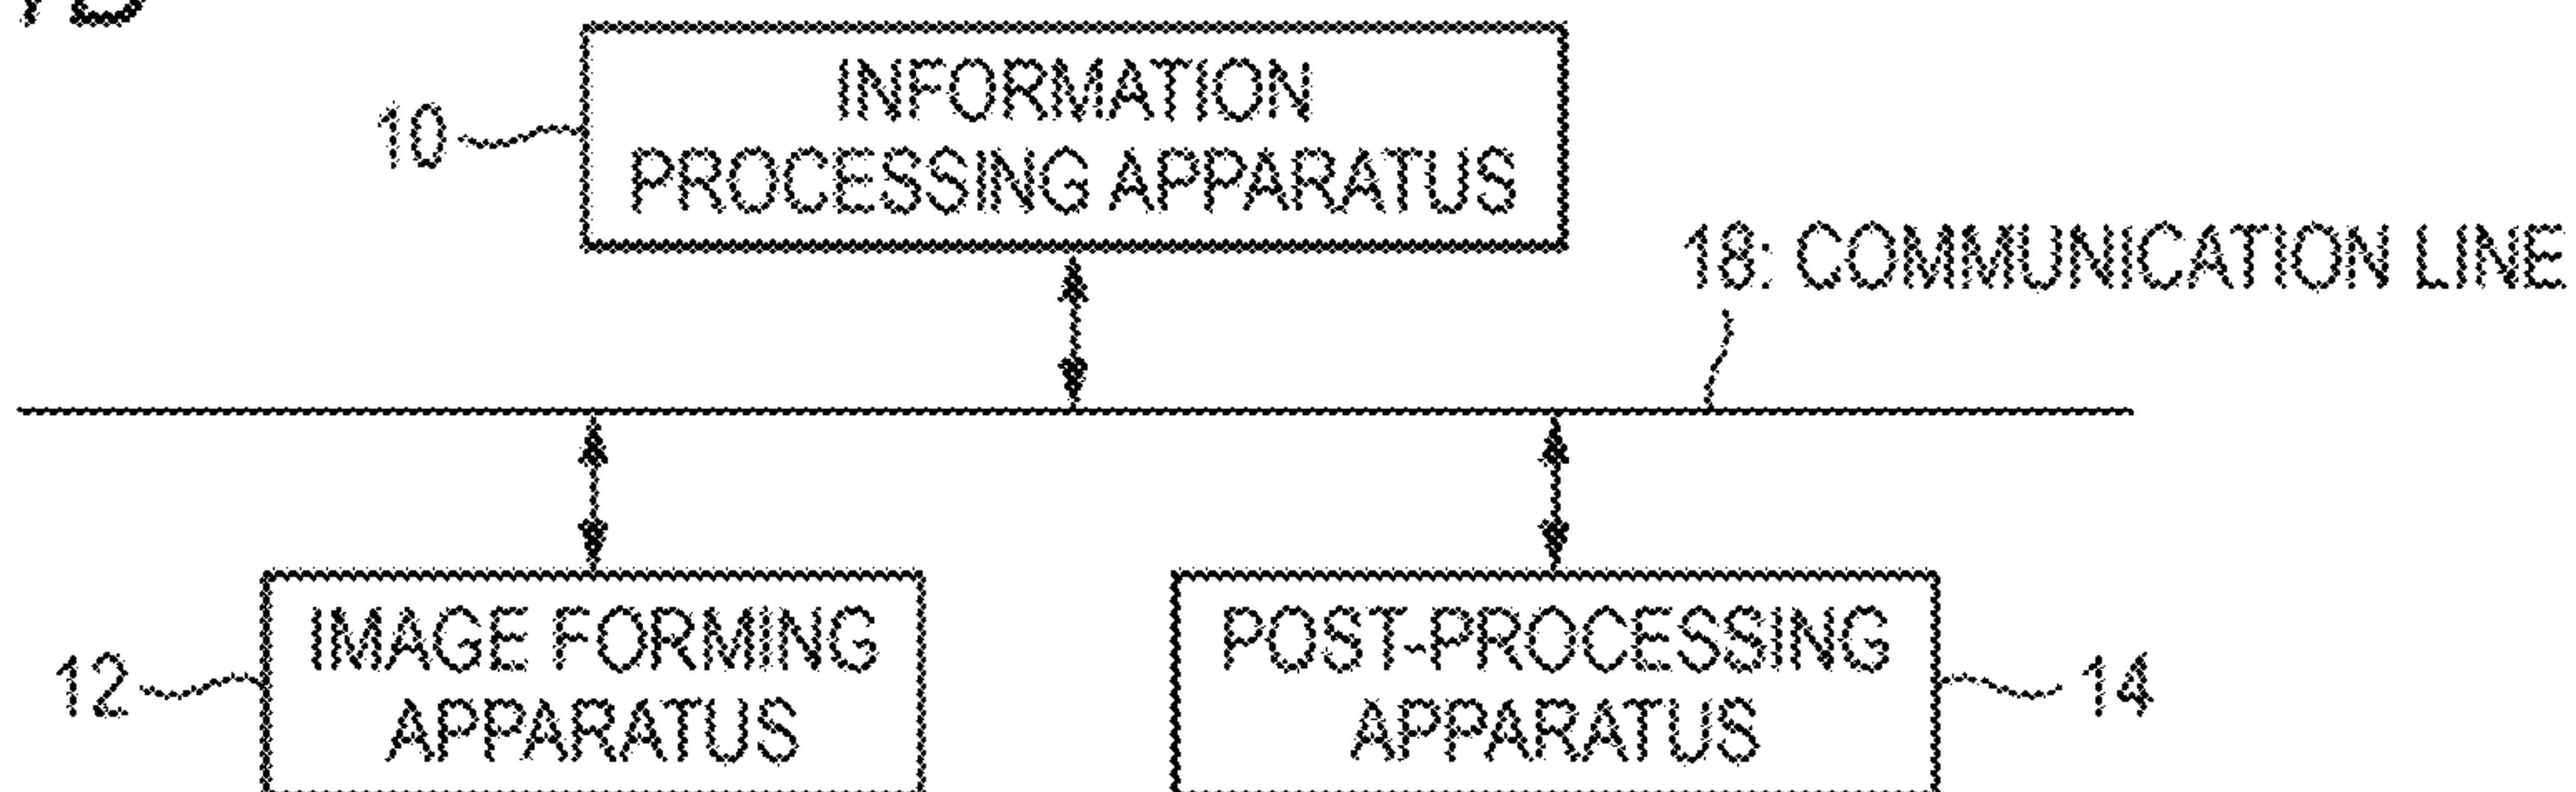 10
INFORMATION
PROCESSING APPARATUS
18: COMMUNICATION LINE
12
IMAGE FORMING
APPARATUS
POST-PROCESSING
APPARATUS
14